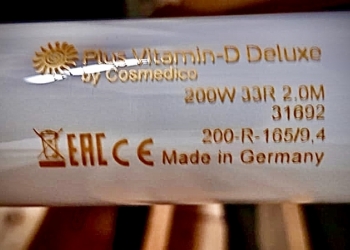 Plus Vitamin-D Deluxe
by Cosmedico
200W 33R 2,0M
31692
200-R-165/9,4
EAC CE Made in Germany